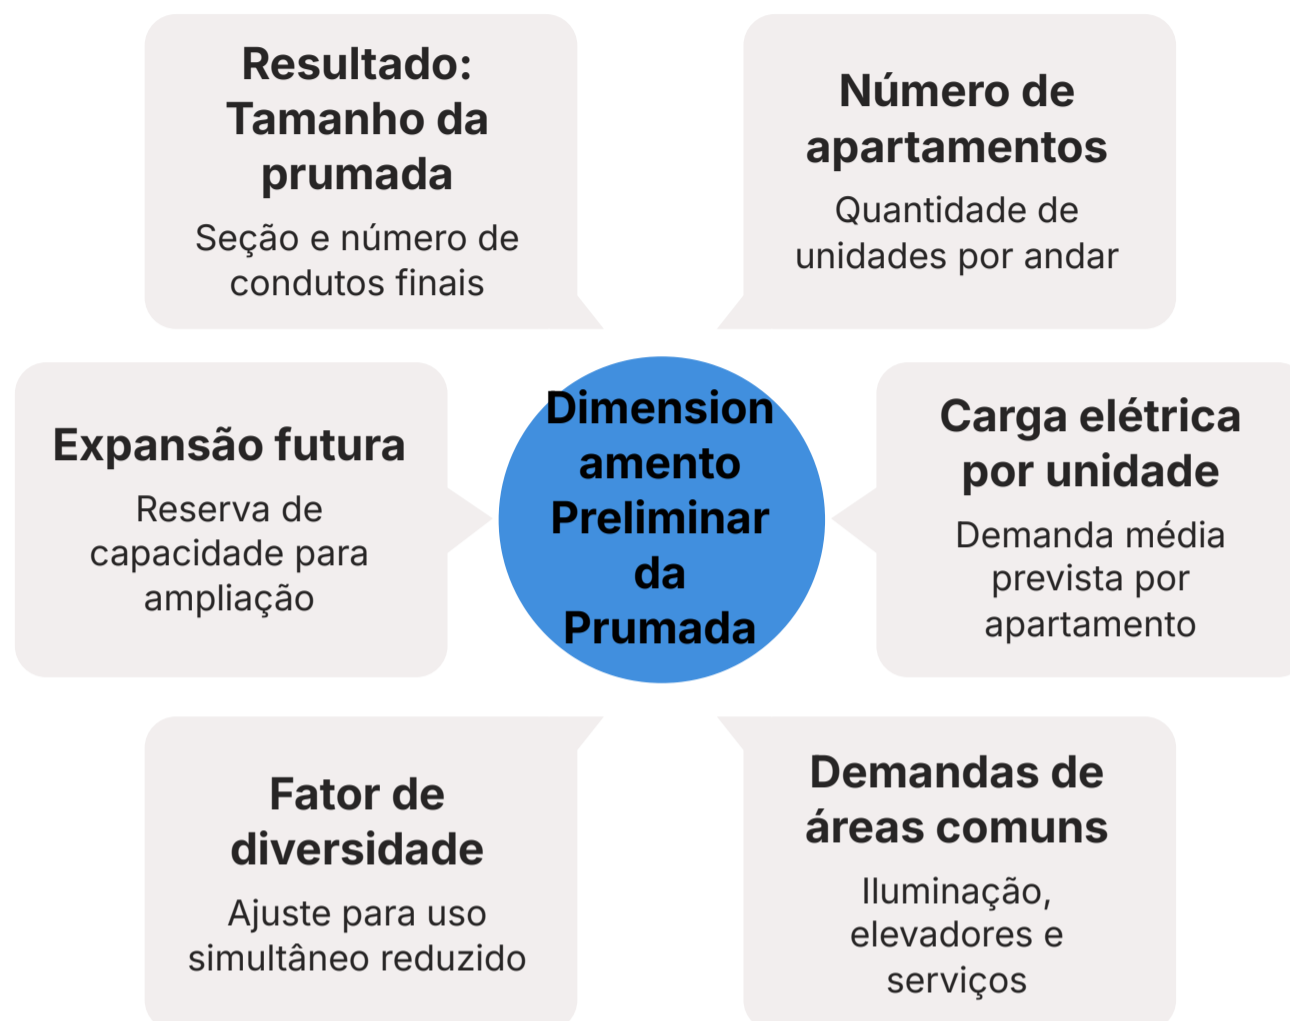 Resultado:
Tamanho da
prumada
Seção e número de
condutos finais
Número de
apartamentos
Quantidade de
unidades por andar
Expansão futura
Reserva de
capacidade para
ampliação
Dimension
amento
Preliminar
da
Prumada
Carga elétrica
por unidade
Demanda média
prevista por
apartamento
Fator de
diversidade
Ajuste para uso
simultâneo reduzido
Demandas de
áreas comuns
Iluminação,
elevadores e
serviços